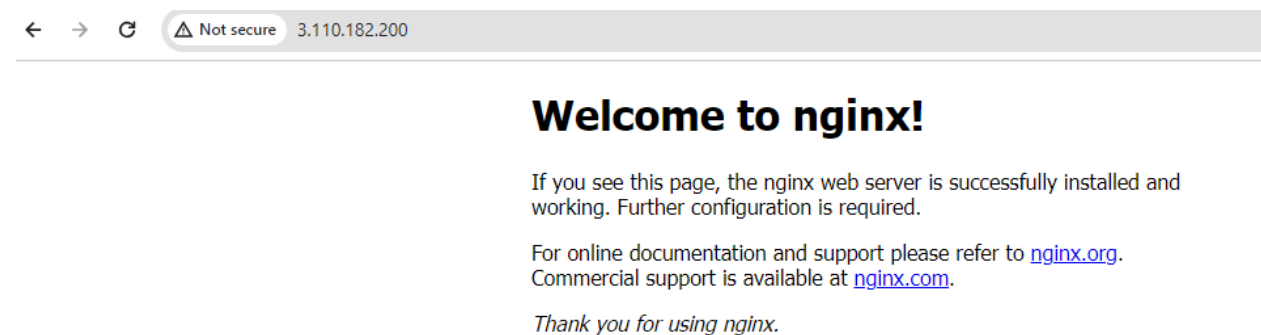 Not secure 3.110.182.200
Welcome to nginx!
If you see this page, the nginx web server is successfully installed and
working. Further configuration is required.
For online documentation and support please refer to nginx.org.
Commercial support is available at nginx.com.
Thank you for using nginx.